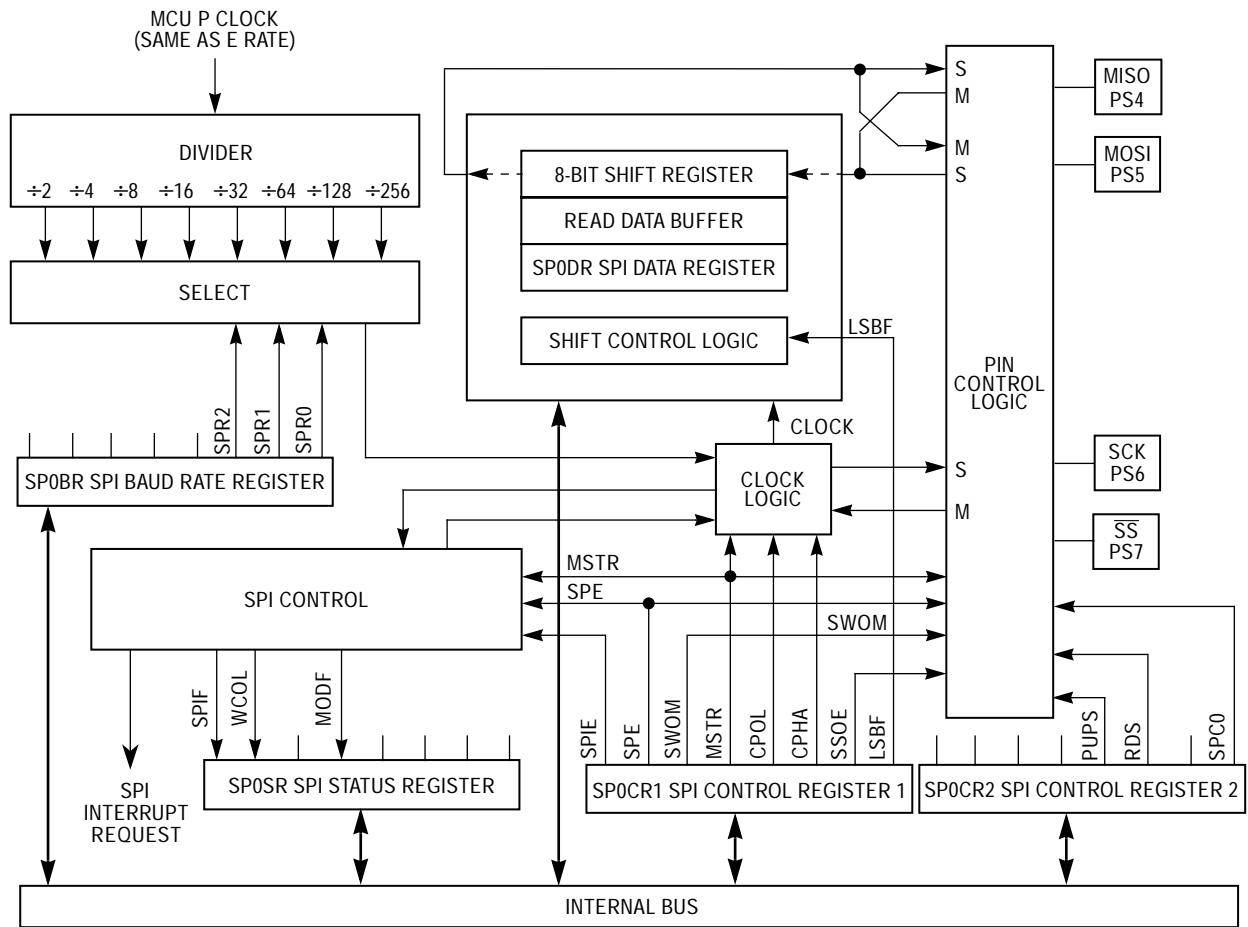 MCU P CLOCK
(SAME AS E RATE)
DIVIDER
÷2 ÷4 ÷8 ÷16 ÷32 ÷64 ÷128 ÷256
SELECT
SPR2
SPR1
SPR0
SP0BR SPI BAUD RATE REGISTER
8-BIT SHIFT REGISTER
READ DATA BUFFER
SP0DR SPI DATA REGISTER
SHIFT CONTROL LOGIC
LSBF
CLOCK
CLOCK
LOGIC
S
M
M
S
S
M
PIN
CONTROL
LOGIC
MISO
PS4
MOSI
PS5
SCK
PS6
SS
PS7
SPI CONTROL
MSTR
SPE
SWOM
SPIF
WCOL
MODF
SPI
INTERRUPT
REQUEST
SP0SR SPI STATUS REGISTER
SPIE
SPE
SWOM
MSTR
CPOL
CPHA
SSOE
LSBF
SP0CR1 SPI CONTROL REGISTER 1
PUPS
RDS
SPC0
SP0CR2 SPI CONTROL REGISTER 2
INTERNAL BUS